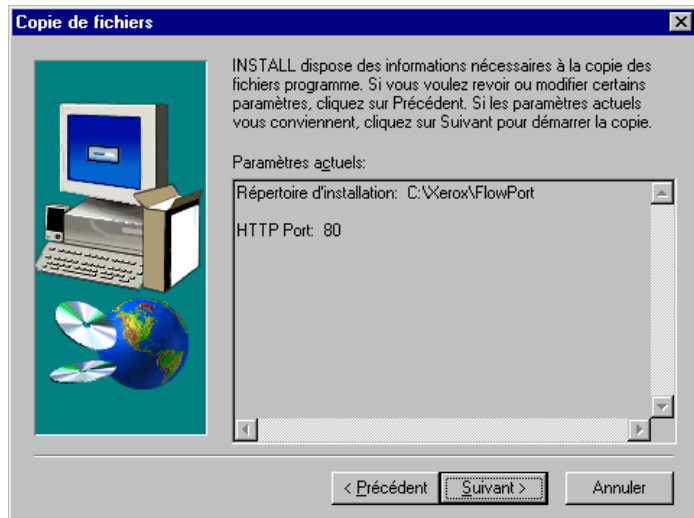 Copie de fichiers
INSTALL dispose des informations nécessaires à la copie des
fichiers programme. Si vous voulez revoir ou modifier certains
paramètres, cliquez sur Précédent. Si les paramètres actuels
vous conviennent, cliquez sur Suivant pour démarrer la copie.
Paramètres actuels:
Répertoire d'installation: C:\Xerox\FlowPort
HTTP Port: 80
< Précédent
Suivant >
Annuler